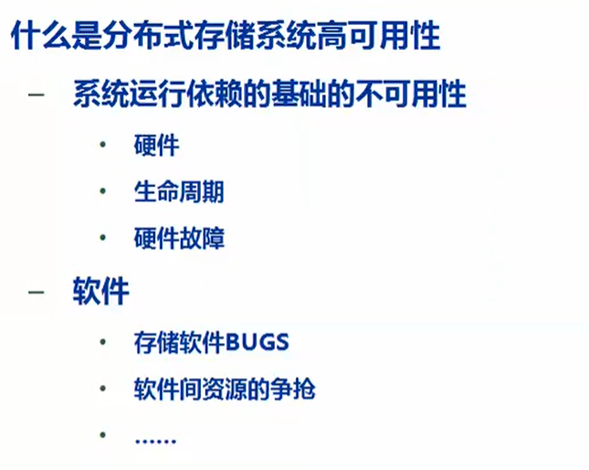 什么是分布式存储系统高可用性
– 系统运行依赖的基础的不可用性
• 硬件
• 生命周期
• 硬件故障
– 软件
• 存储软件BUGS
• 软件间资源的争抢
• ……